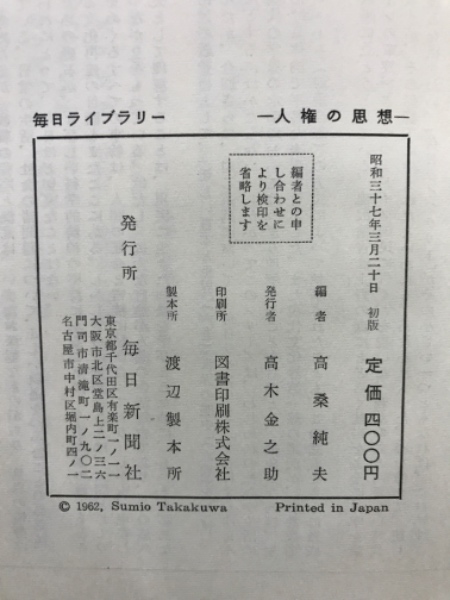 毎日ライブラリー
—人権の思想—
昭和三十七年三月二十日 初版
定価 四〇〇円
編者との申
し合わせに
より検印を
省略します
編者 高桑純夫
発行者 高木金之助
印刷所 図書印刷株式会社
製本所 渡辺製本所
発行所 毎日新聞社
東京都千代田区有楽町一ノ一一
大阪市北区堂島上二ノ三六
門司市清滝町一ノ九〇二
名古屋市中村区堀内町四ノ一
© 1962, Sumio Takakuwa
Printed in Japan